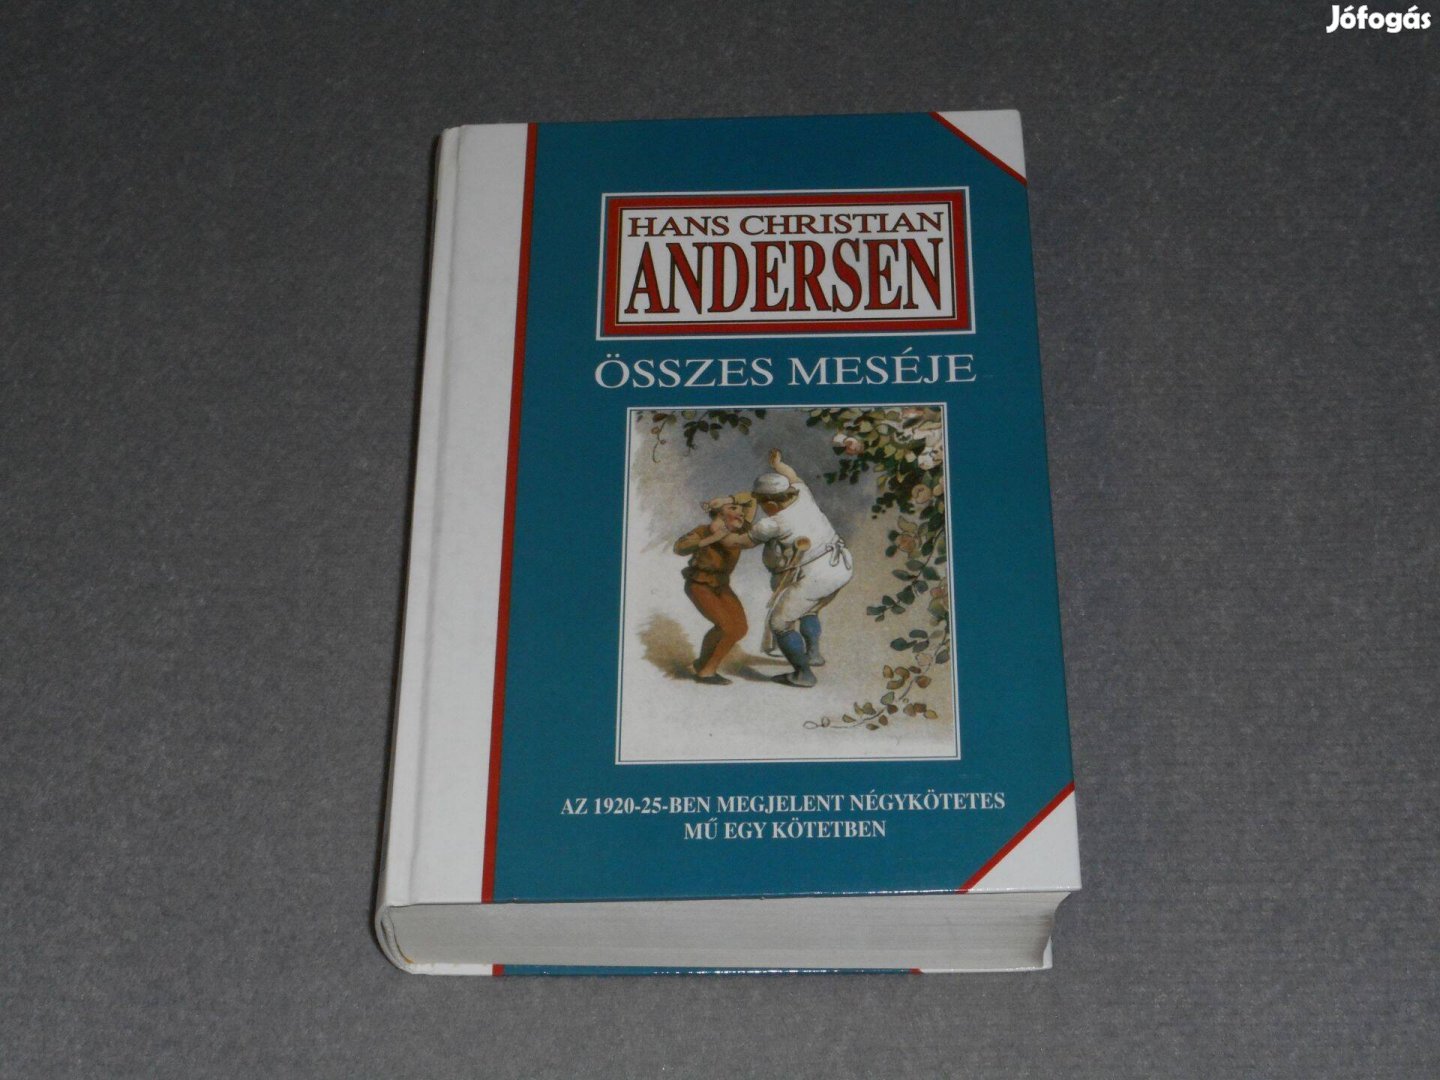 Jófogás
HANS CHRISTIAN
ANDERSEN
ÖSSZES MESÉJE
AZ 1920-25-BEN MEGJELENT NÉGYKÖTETES
MŰ EGY KÖTETBEN